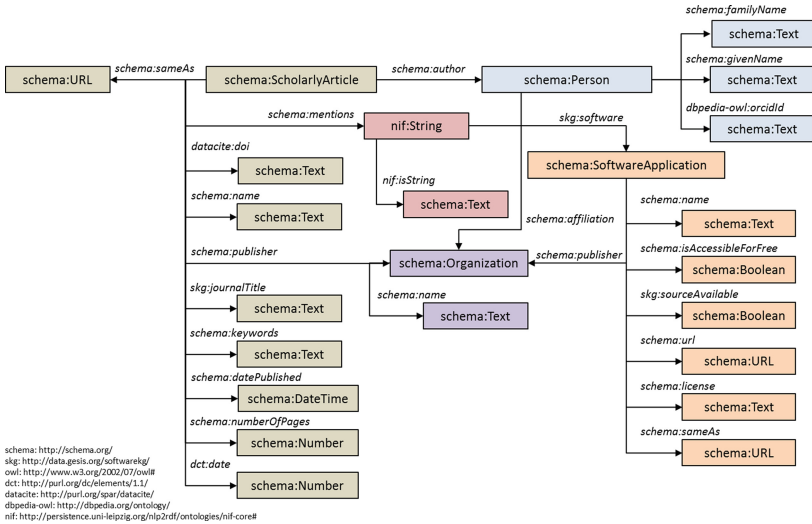 schema:familyName
schema:Text
schema:sameAs
schema:author
schema:givenName
schema:URL
schema:ScholarlyArticle
schema:Person
schema:Text
dbpedia-owl:orcidId
schema:mentions
skg:software
nif:String
schema:Text
datacite:doi
schema:Text
nif:isString
schema:SoftwareApplication
schema:name
schema:Text
schema:Text
schema:name
schema:affiliation
schema:Text
schema:publisher
schema:Organization
schema:publisher
schema:isAccessibleForFree
schema:Boolean
skg:journalTitle
schema:name
skg:sourceAvailable
schema:Text
schema:Text
schema:Boolean
schema:keywords
schema:url
schema:Text
schema:URL
schema:datePublished
schema:license
schema:DateTime
schema:Text
schema:numberOfPages
schema:sameAs
schema:Number
schema:URL
dct:date
schema:Number
schema: http://schema.org/
skg: http://data.gesis.org/softwarekg/
owl: http://www.w3.org/2002/07/owl#
dct: http://purl.org/dc/elements/1.1/
datacite: http://purl.org/spar/datacite/
dbpedia-owl: http://dbpedia.org/ontology/
nif: http://persistence.uni-leipzig.org/nlp2rdf/ontologies/nif-core#